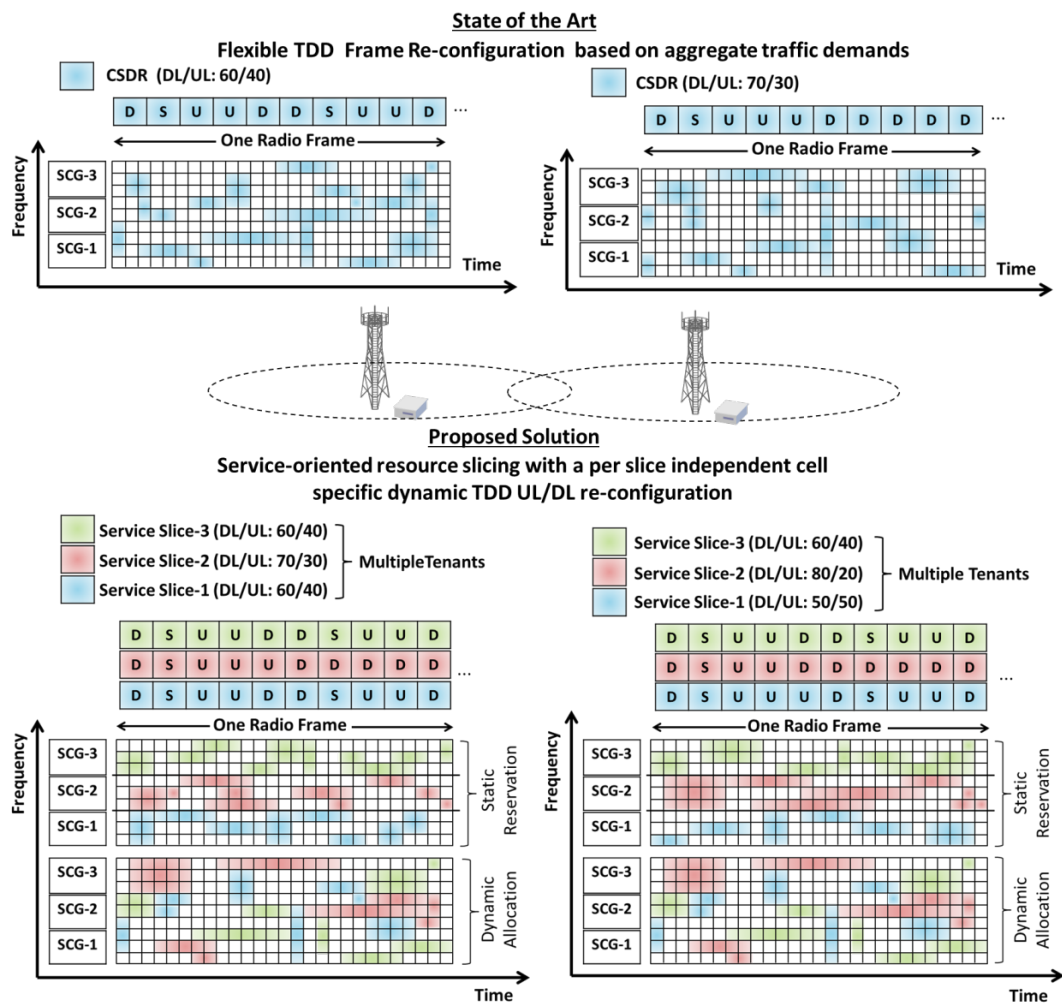 State of the Art
Flexible TDD Frame Re-configuration based on aggregate traffic demands
CSDR (DL/UL: 60/40)
D S U U D D S U U D ...
One Radio Frame
Frequency
SCG-3
SCG-2
SCG-1
Time
CSDR (DL/UL: 70/30)
D S U U U D D D D D ...
One Radio Frame
Frequency
SCG-3
SCG-2
SCG-1
Time
Proposed Solution
Service-oriented resource slicing with a per slice independent cell
specific dynamic TDD UL/DL re-configuration
Service Slice-3 (DL/UL: 60/40)
Service Slice-2 (DL/UL: 70/30)
Service Slice-1 (DL/UL: 60/40)
MultipleTenants
D S U U D D S U U D
D S U U U D D D D D ...
D S U U D D S U U D
One Radio Frame
Frequency
SCG-3
SCG-2
SCG-1
Static
Reservation
SCG-3
SCG-2
SCG-1
Dynamic
Allocation
Time
Service Slice-3 (DL/UL: 60/40)
Service Slice-2 (DL/UL: 80/20)
Service Slice-1 (DL/UL: 50/50)
Multiple Tenants
D S U U D D S U U D
D S U U D D D D D D ...
D S U U U D S U U D
One Radio Frame
Frequency
SCG-3
SCG-2
SCG-1
Static
Reservation
SCG-3
SCG-2
SCG-1
Dynamic
Allocation
Time